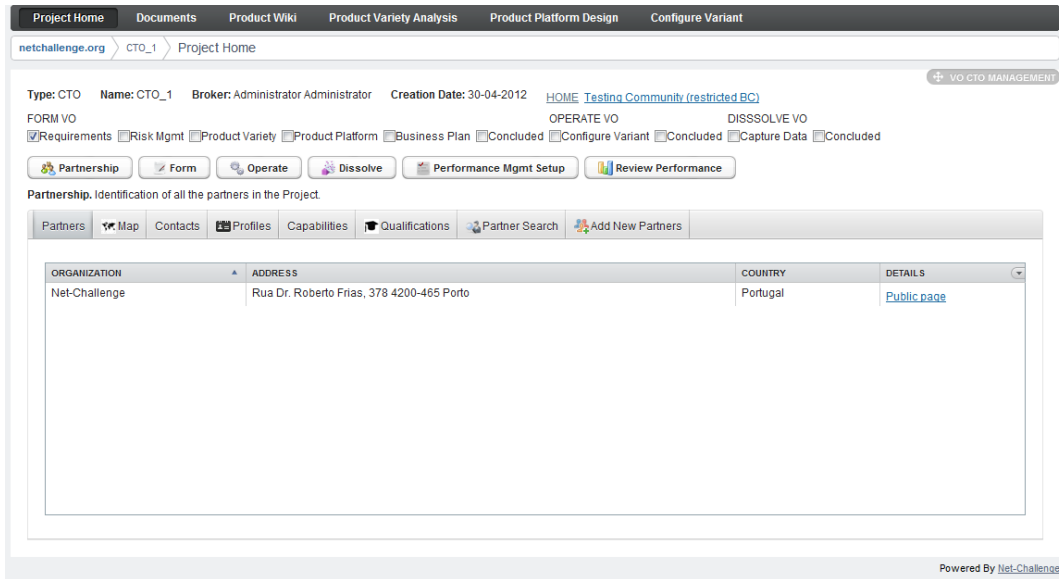 Project Home Documents Product Wiki Product Variety Analysis Product Platform Design Configure Variant
netchallenge.org CTO_1 Project Home
VO CTO MANAGEMENT
Type: CTO Name: CTO_1 Broker: Administrator Administrator Creation Date: 30-04-2012 HOME Testing Community (restricted BC)
FORM VO OPERATE VO DISSSOLVE VO
Requirements Risk Mgmt Product Variety Product Platform Business Plan Concluded Configure Variant Concluded Capture Data Concluded
Partnership Form Operate Dissolve Performance Mgmt Setup Review Performance
Partnership. Identification of all the partners in the Project.
Partners Map Contacts Profiles Capabilities Qualifications Partner Search Add New Partners
ORGANIZATION ADDRESS COUNTRY DETAILS
Net-Challenge Rua Dr. Roberto Frias, 378 4200-465 Porto Portugal Public page
Powered By Net-Challenge